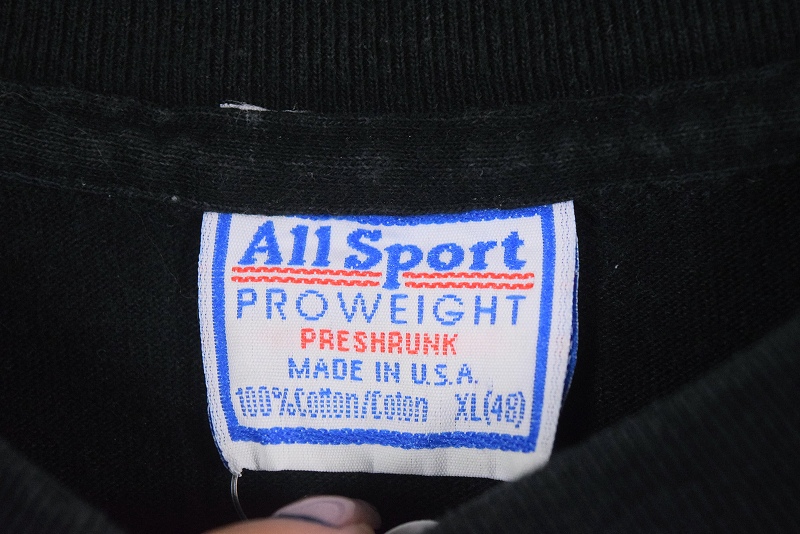 All Sport
PROWEIGHT
PRESHRUNK
MADE IN U.S.A.
100%Cotton/Coton XL(48)